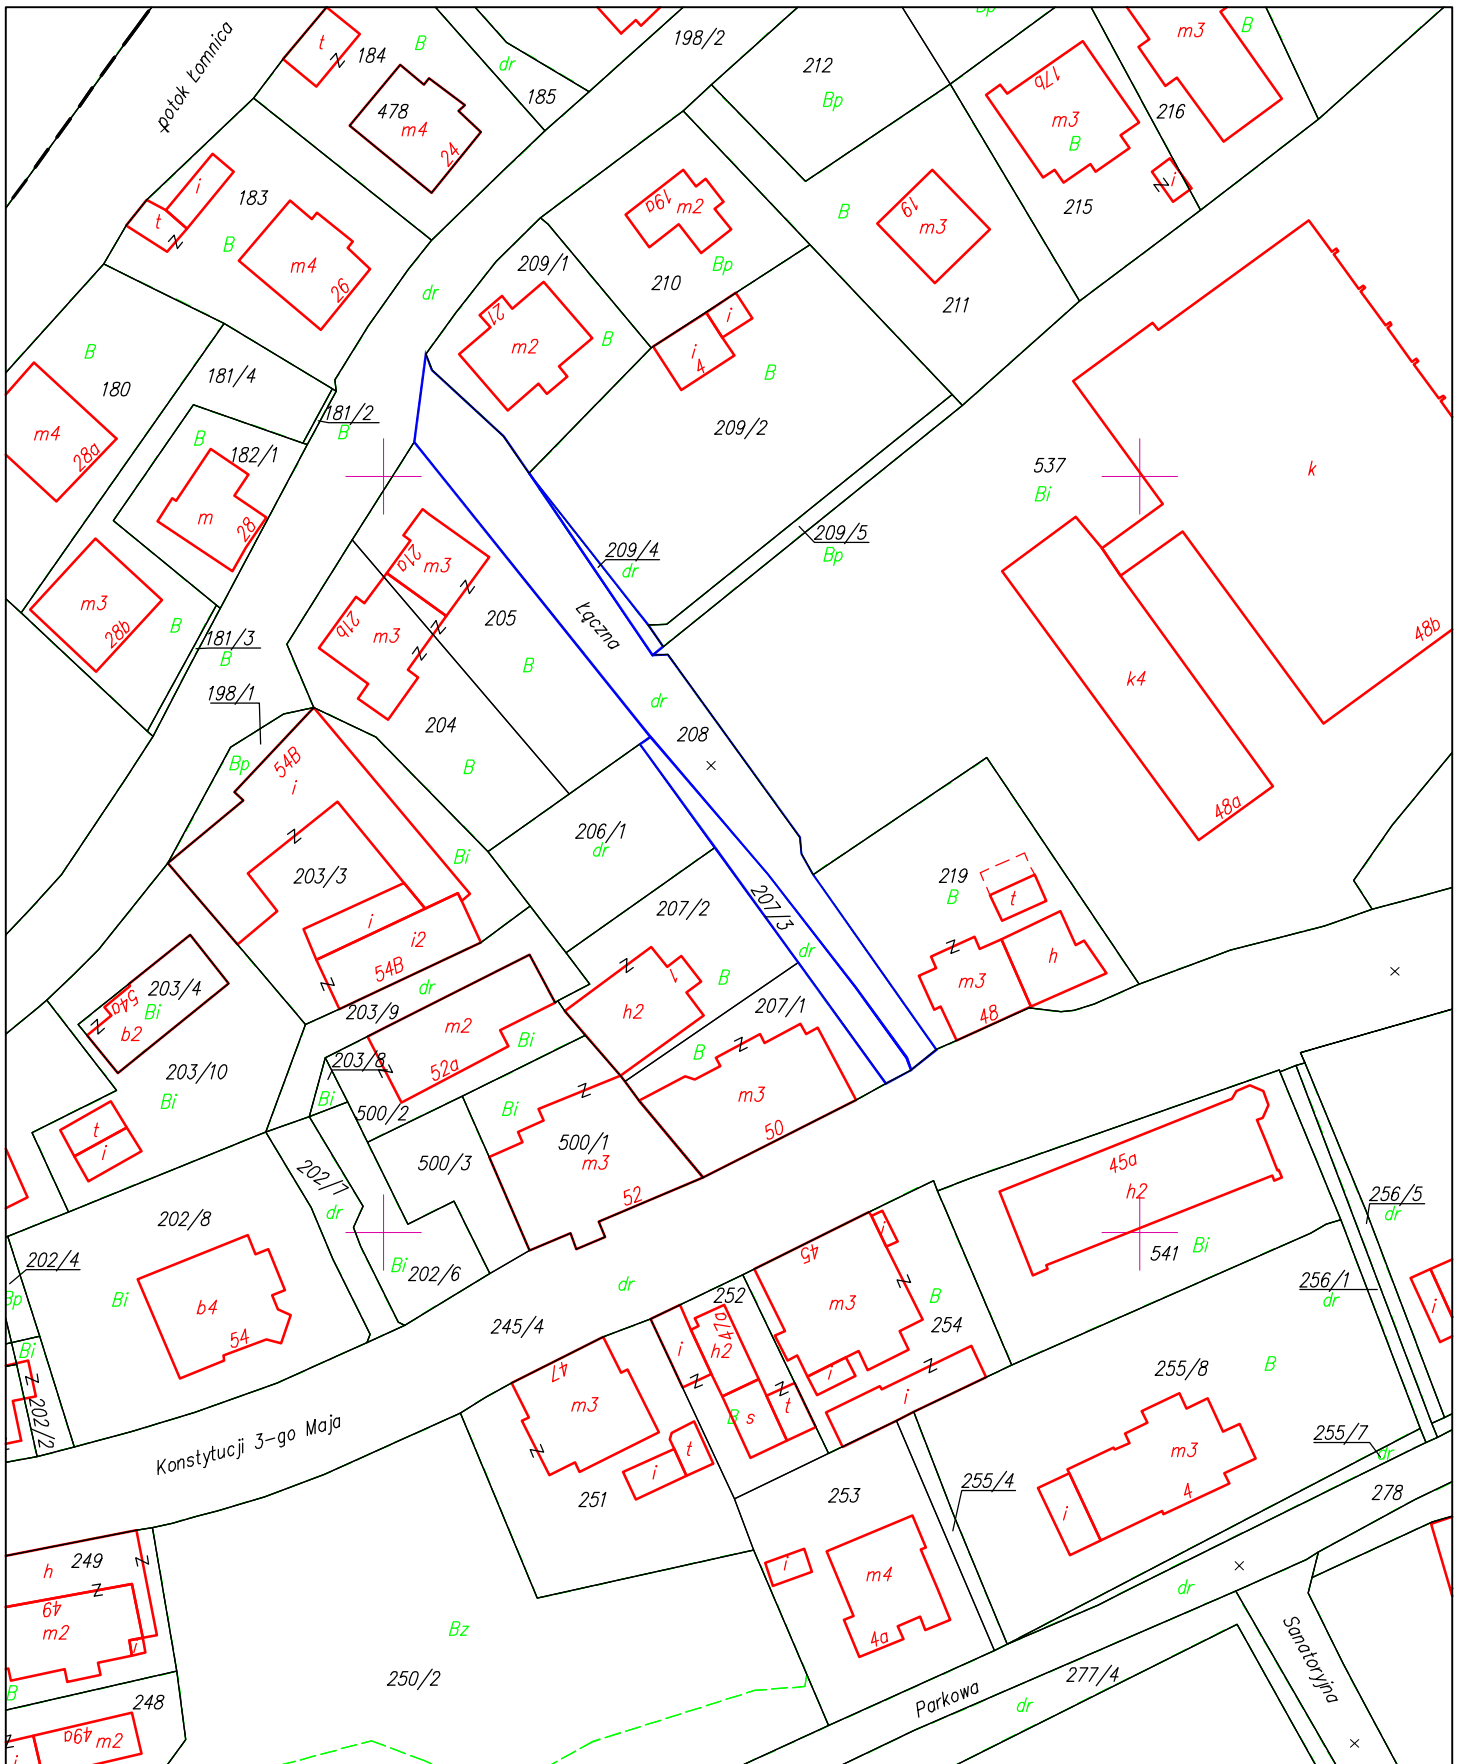 potok Łomnica
t
z
184
B
dr
198/2
Bp
212
Bp
17b
m3
B
m3
B
216
478
m4
24
185
i
183
t
z
B
m4
26
19a
m2
Bp
210
B
19
m3
215
i
z
211
209/1
dr
21
m2
B
i
i
4
B
209/2
B
180
181/4
181/2
B
m4
28a
B
182/1
m
28
537
Bi
k
209/5
Bp
209/4
dr
21a
m3
z
205
Łączna
m3
28b
B
21b
m3
z
z
B
181/3
B
k4
48b
198/1
204
dr
208
Bp
54B
i
B
48a
z
206/1
dr
Bi
203/3
219
B
t
207/2
207/3
i
i2
54B
z
dr
z
1
B
dr
z
m3
h
203/4
54a
Bi
z
b2
dr
203/9
m2
h2
207/1
48
Bi
203/8
z
52a
B
z
203/10
Bi
Bi
500/2
z
Bi
m3
50
t
i
500/1
m3
500/3
202/7
dr
52
45a
h2
256/5
dr
202/8
202/4
Bp
Bi
b4
54
Bi
202/6
dr
45
i
z
541
Bi
256/1
dr
252
m3
B
254
245/4
47a
i
h2
i
Bi
z
202/2
47
m3
z
z
z
t
B
s
i
z
i
255/8
B
Konstytucji 3-go Maja
z
t
i
251
m3
4
255/7
dr
253
255/4
i
278
249
z
h
z
49
m2
i
i
m4
4a
dr
Bz
250/2
Sanatoryjna
B
248
277/4
Parkowa
dr
z
49a
m2
i